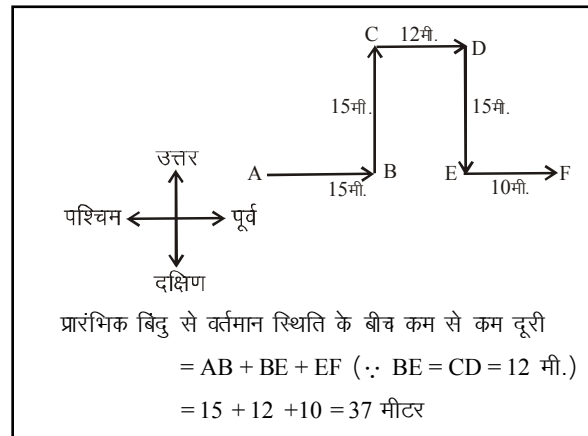 C 12मी. D
15मी. 15मी.
उत्तर
A B E F
15मी. 10मी.
पश्चिम पूर्व
दक्षिण
प्रारंभिक बिंदु से वर्तमान स्थिति के बीच कम से कम दूरी
= AB + BE + EF (∵ BE = CD = 12 मी.)
= 15 + 12 +10 = 37 मीटर